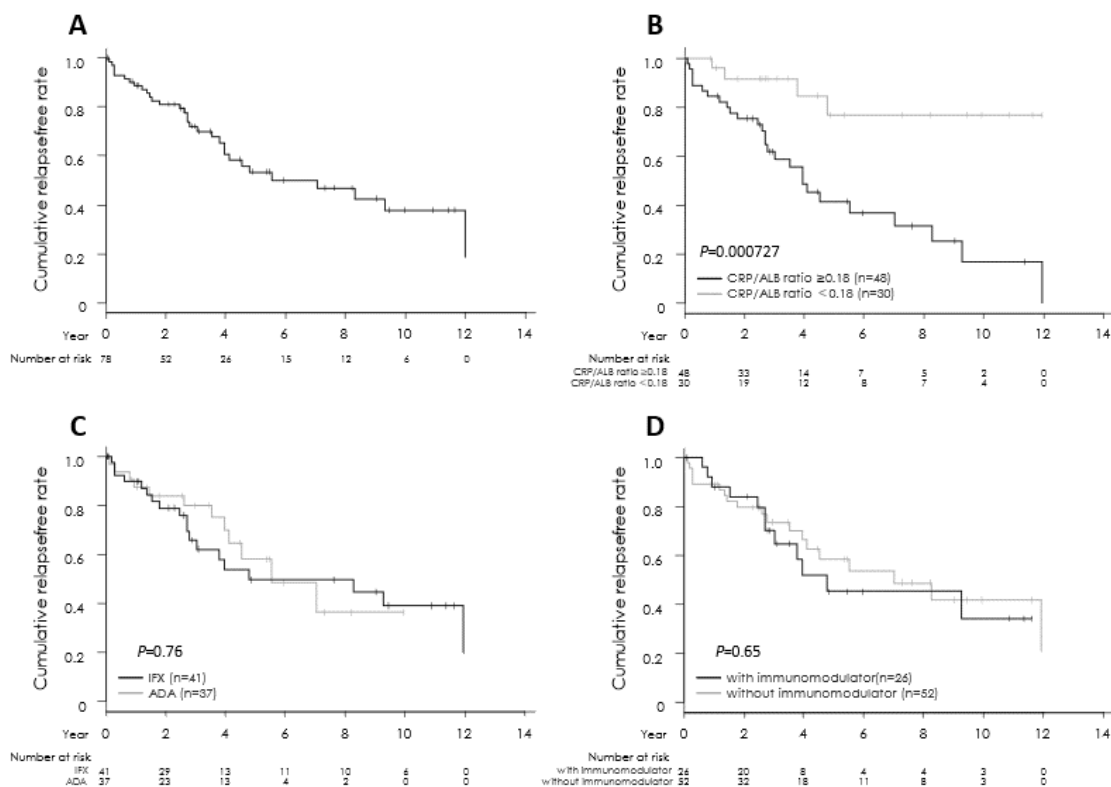 A
Cumulative relapsefree rate
1.0
0.8
0.6
0.4
0.2
0
Year 0 2 4 6 8 10 12 14
Number at risk
78 52 26 15 12 6 0
B
Cumulative relapsefree rate
1.0
0.8
0.6
0.4
0.2
0
P=0.000727
CRP/ALB ratio ≥0.18 (n=48)
CRP/ALB ratio <0.18 (n=30)
Year 0 2 4 6 8 10 12 14
Number at risk
CRP/ALB ratio ≥0.18 48 33 14 7 5 2 0
CRP/ALB ratio <0.18 30 19 12 8 7 4 0
C
Cumulative relapsefree rate
1.0
0.8
0.6
0.4
0.2
0
P=0.76
IFX (n=41)
ADA (n=37)
Year 0 2 4 6 8 10 12 14
Number at risk
IFX 41 29 13 11 10 6 0
ADA 37 23 13 4 2 0 0
D
Cumulative relapsefree rate
1.0
0.8
0.6
0.4
0.2
0
P=0.65
with immunomodulator(n=26)
without immunomodulator (n=52)
Year 0 2 4 6 8 10 12 14
Number at risk
with immunomodulator 26 20 8 4 4 3 0
without immunomodulator 52 32 18 11 8 3 0